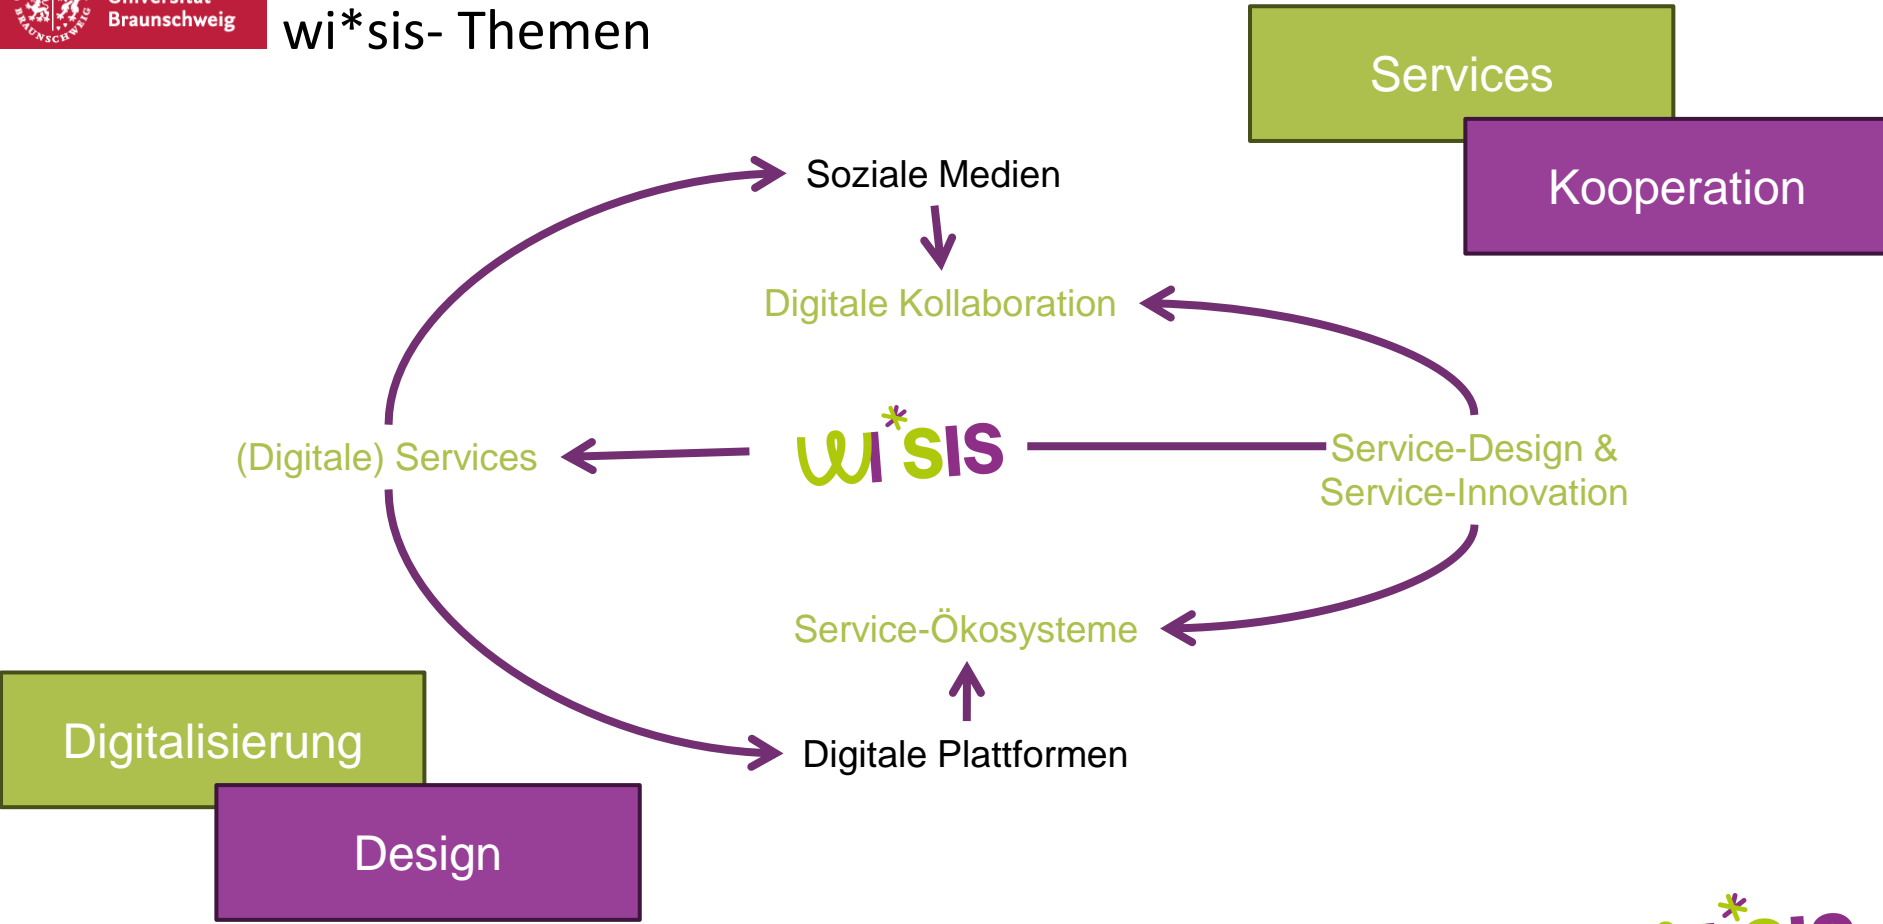 Universität
Braunschweig
wi*sis- Themen
Services
Kooperation
Soziale Medien
Digitale Kollaboration
(Digitale) Services
wi*sis
Service-Design &
Service-Innovation
Service-Ökosysteme
Digitale Plattformen
Digitalisierung
Design